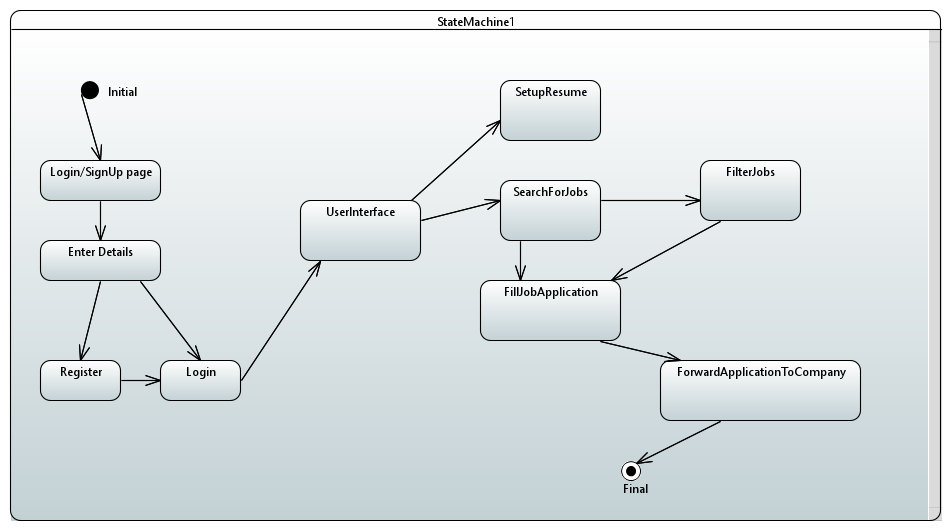 StateMachine1
Initial
SetupResume
Login/SignUp page
FilterJobs
SearchForJobs
UserInterface
Enter Details
FillJobApplication
Register
Login
ForwardApplicationToCompany
Final